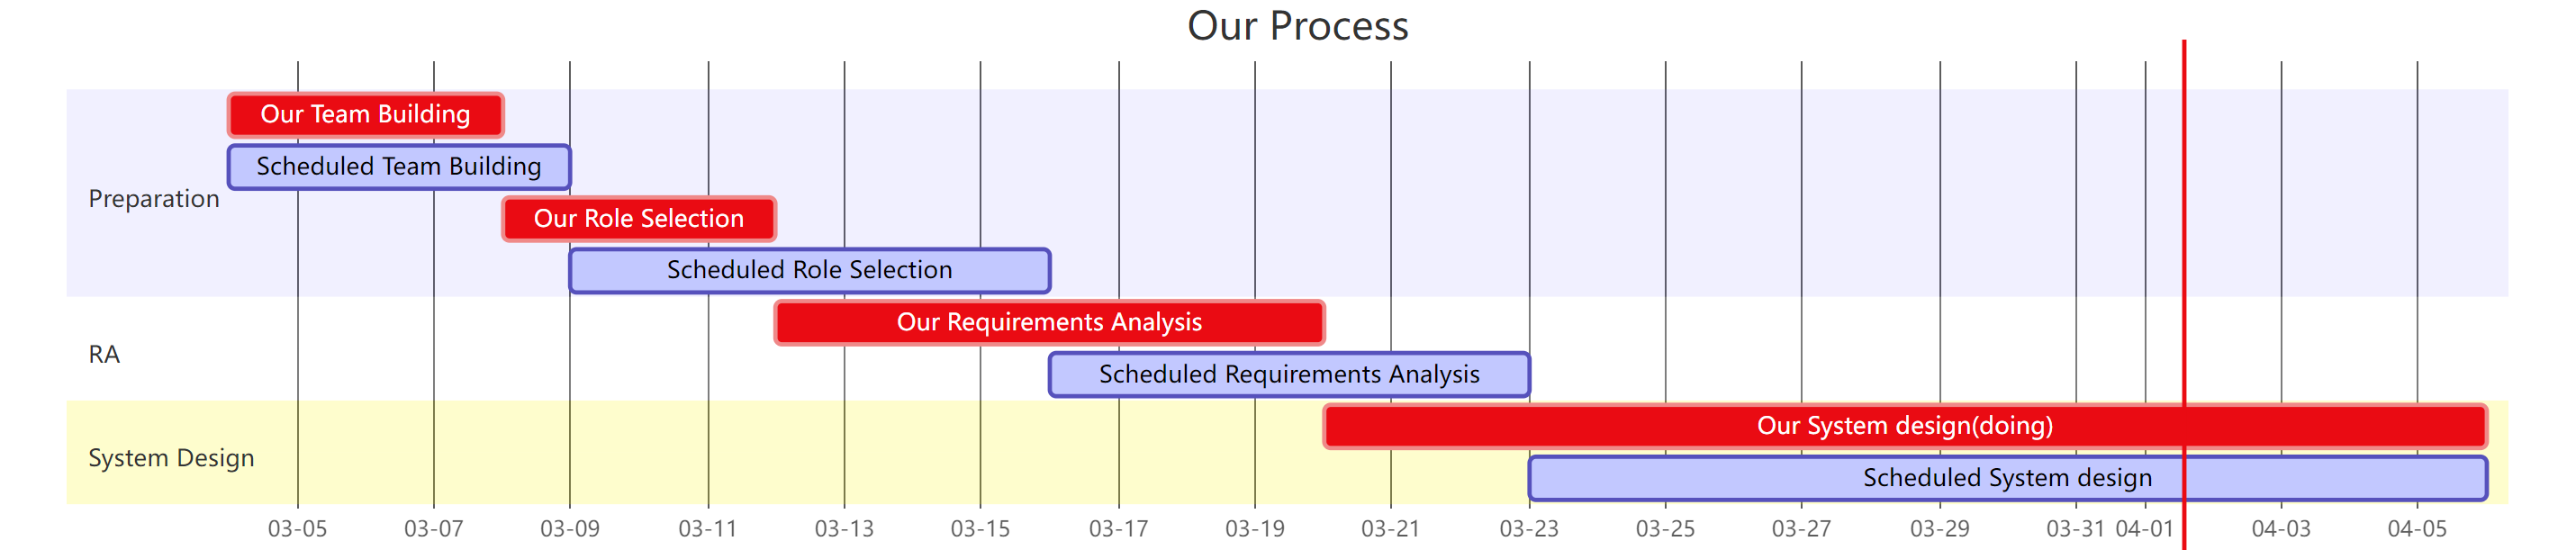 Our Process
Our Team Building
Scheduled Team Building
Preparation
Our Role Selection
Scheduled Role Selection
Our Requirements Analysis
RA
Scheduled Requirements Analysis
Our System design(doing)
System Design
Scheduled System design
03-05 03-07 03-09 03-11 03-13 03-15 03-17 03-19 03-21 03-23 03-25 03-27 03-29 03-31 04-01 04-03 04-05